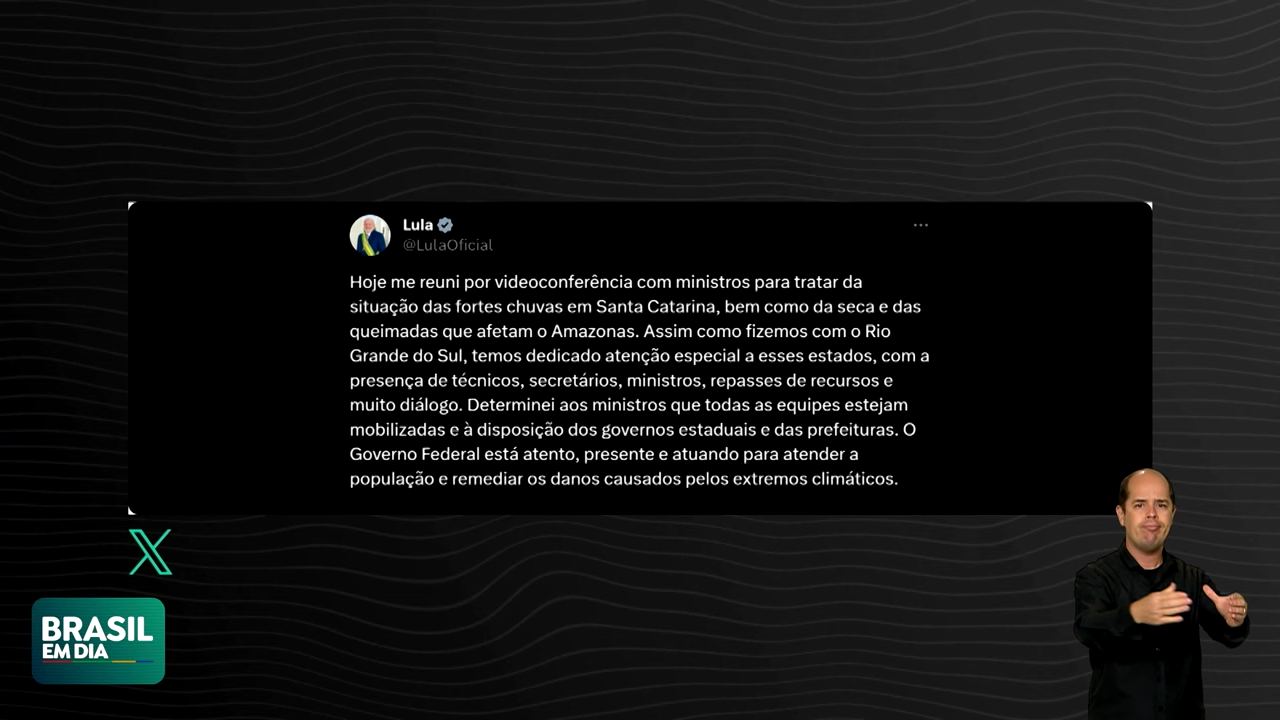 Lula
@LulaOficial
Hoje me reuni por videoconferência com ministros para tratar da
situação das fortes chuvas em Santa Catarina, bem como da seca e das
queimadas que afetam o Amazonas. Assim como fizemos com o Rio
Grande do Sul, temos dedicado atenção especial a esses estados, com a
presença de técnicos, secretários, ministros, repasses de recursos e
muito diálogo. Determinei aos ministros que todas as equipes estejam
mobilizadas e à disposição dos governos estaduais e das prefeituras. O
Governo Federal está atento, presente e atuando para atender a
população e remediar os danos causados pelos extremos climáticos.
BRASIL
EM DIA